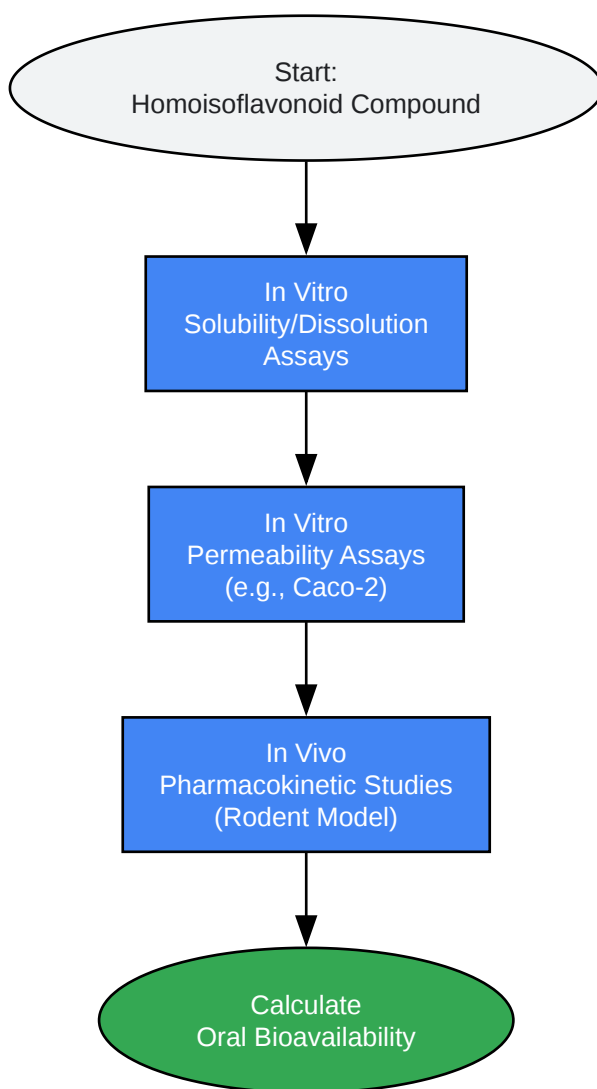 Start:
Homoisoflavonoid Compound
In Vitro
Solubility/Dissolution
Assays
In Vitro
Permeability Assays
(e.g., Caco-2)
In Vivo
Pharmacokinetic Studies
(Rodent Model)
Calculate
Oral Bioavailability